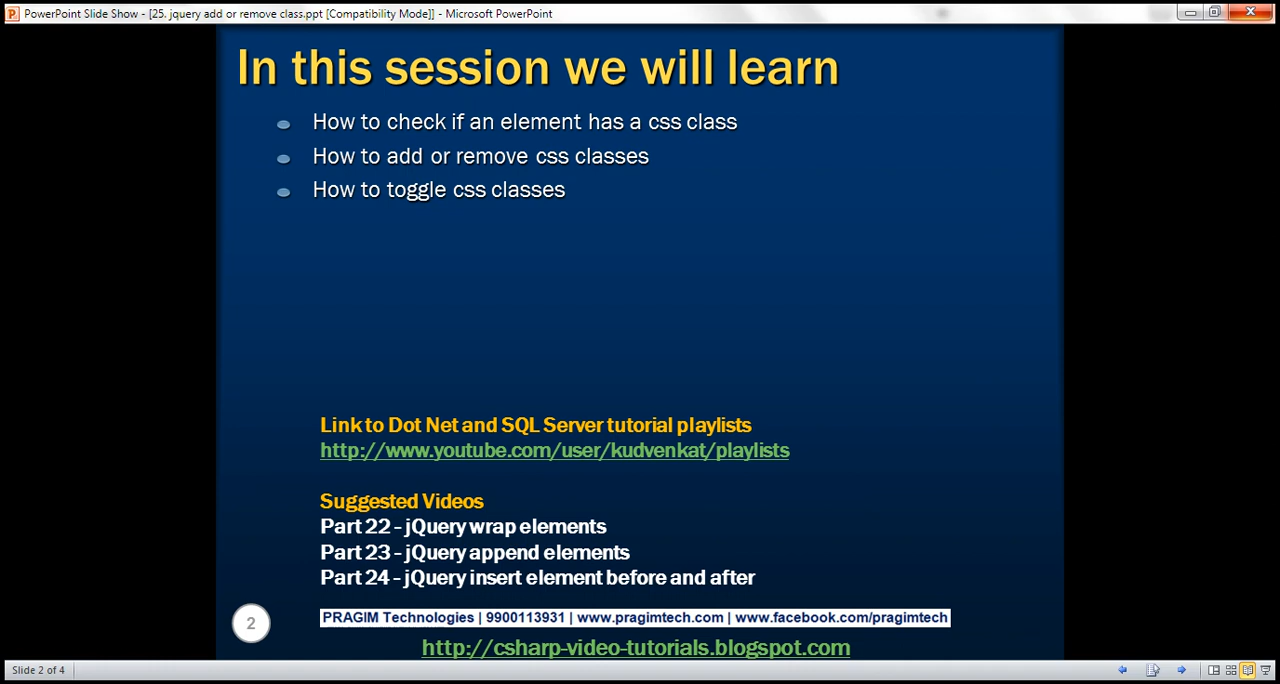 PowerPoint Slide Show - [25. jquery add or remove class.ppt [Compatibility Mode]] - Microsoft PowerPoint
In this session we will learn
How to check if an element has a css class
How to add or remove css classes
How to toggle css classes
Link to Dot Net and SQL Server tutorial playlists
http://www.youtube.com/user/kudvenkat/playlists
Suggested Videos
Part 22 - jQuery wrap elements
Part 23 - jQuery append elements
Part 24 - jQuery insert element before and after
2
PRAGIM Technologies | 9900113931 | www.pragimtech.com | www.facebook.com/pragimtech
http://csharp-video-tutorials.blogspot.com
Slide 2 of 4